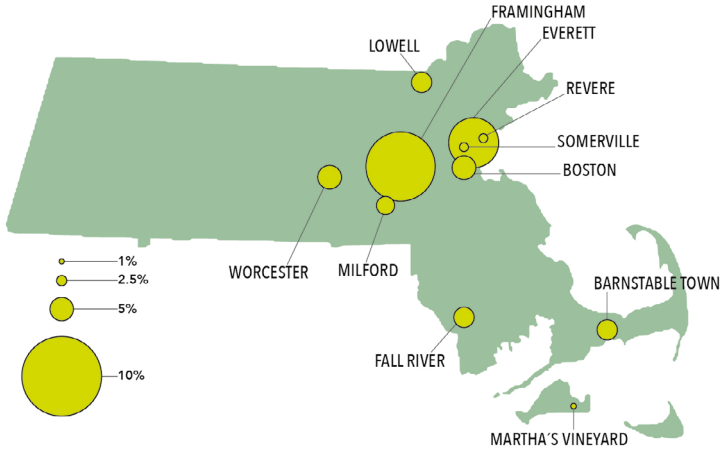 FRAMINGHAM
EVERETT
LOWELL
REVERE
SOMERVILLE
BOSTON
WORCESTER
MILFORD
1%
2.5%
5%
10%
BARNSTABLE TOWN
FALL RIVER
MARTHA´S VINEYARD